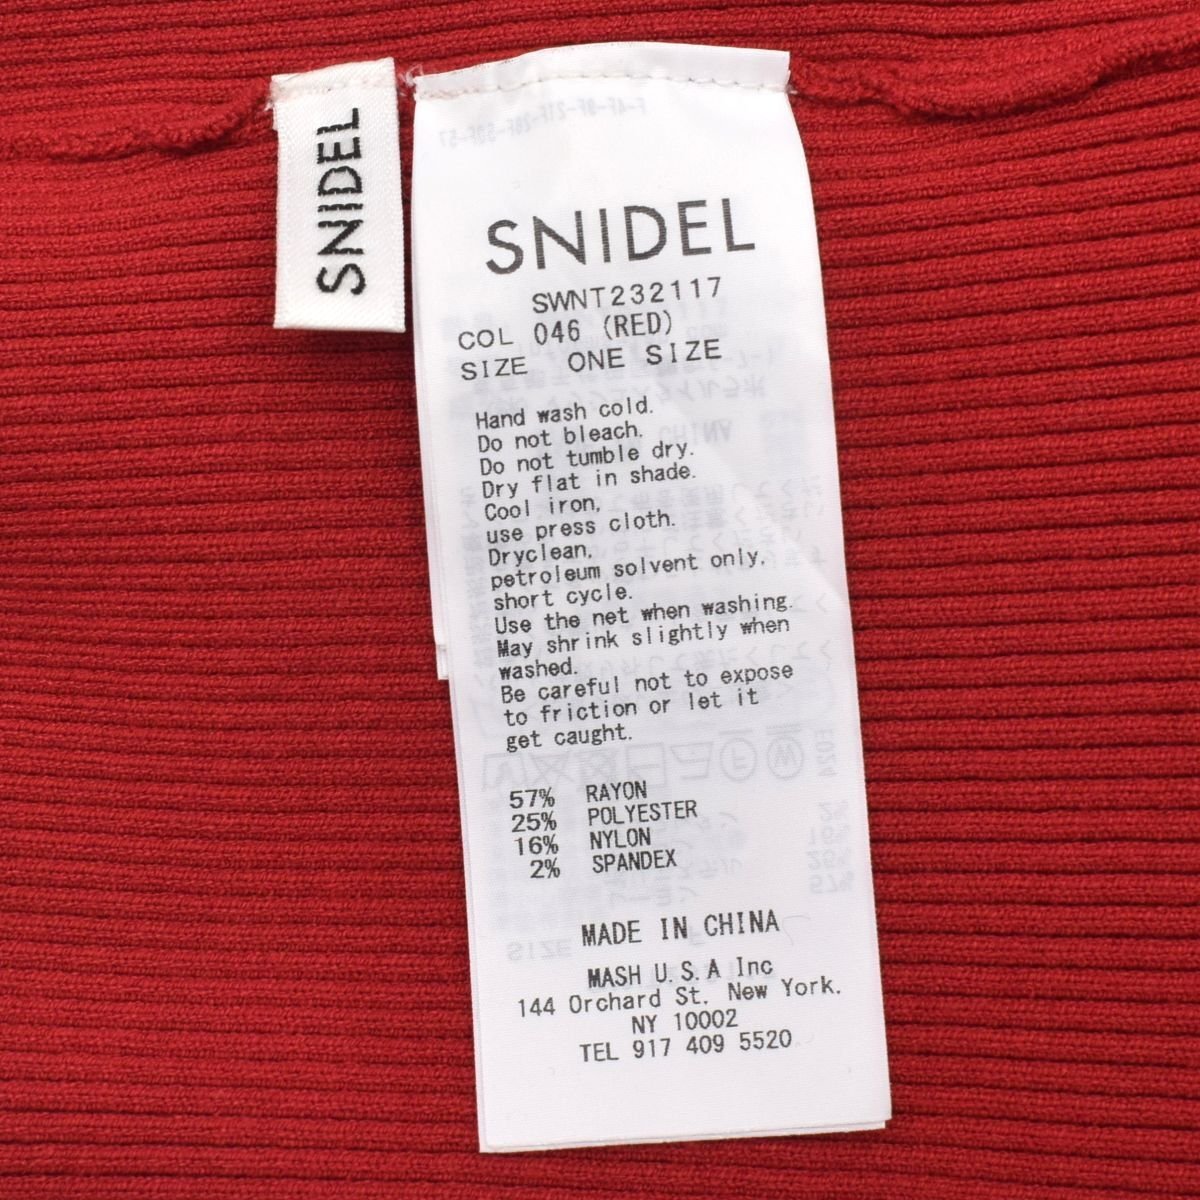 SNIDEL
SNIDEL
SWNT232117
COL 046 (RED)
SIZE ONE SIZE
Hand wash cold.
Do not bleach.
Do not tumble dry.
Dry flat in shade.
Cool iron,
use press cloth.
Dryclean,
petroleum solvent only,
short cycle.
Use the net when washing.
May shrink slightly when
washed.
Be careful not to expose
to friction or let it
get caught.
57% RAYON
25% POLYESTER
16% NYLON
2% SPANDEX
MADE IN CHINA
MASH U.S.A Inc
144 Orchard St. New York.
NY 10002
TEL 917 409 5520